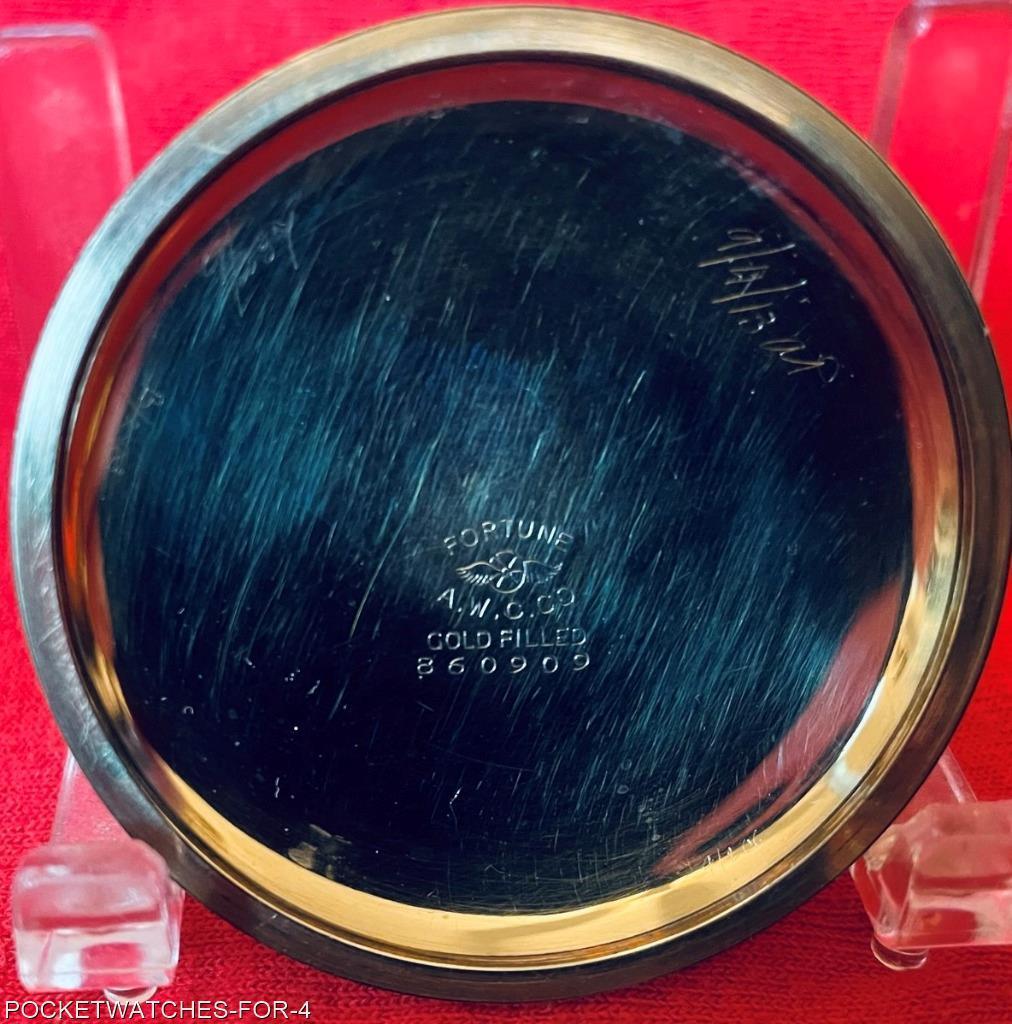 FORTUNE
A.W.C.CO
GOLD FILLED
860909
POCKETWATCHES-FOR-4